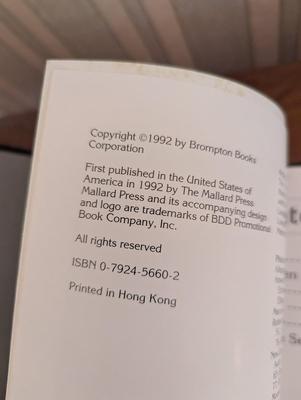 Copyright ©1992 by Brompton Books
Corporation
First published in the United States of
America in 1992 by The Mallard Press
Mallard Press and its accompanying design
and logo are trademarks of BDD Promotional
Book Company, Inc.
All rights reserved
ISBN 0-7924-5660-2
Printed in Hong Kong